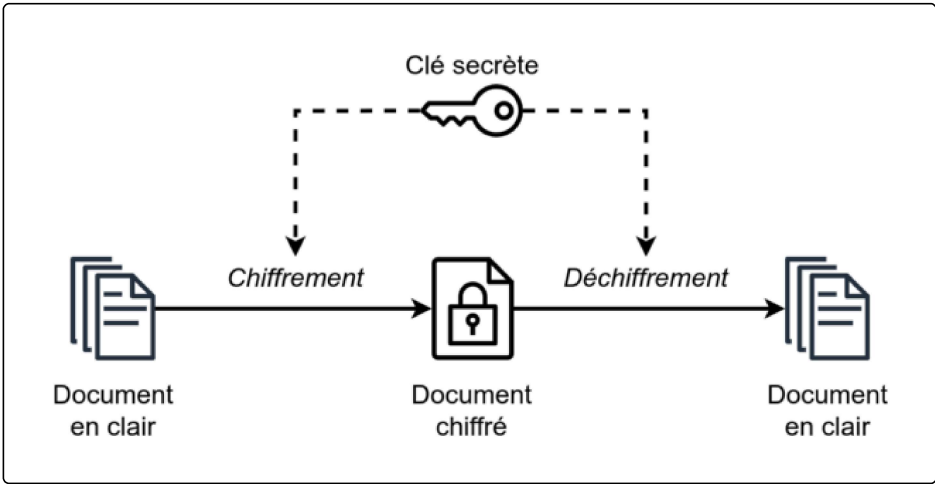 Clé secrète
Chiffrement
Déchiffrement
Document
en clair
Document
chiffré
Document
en clair